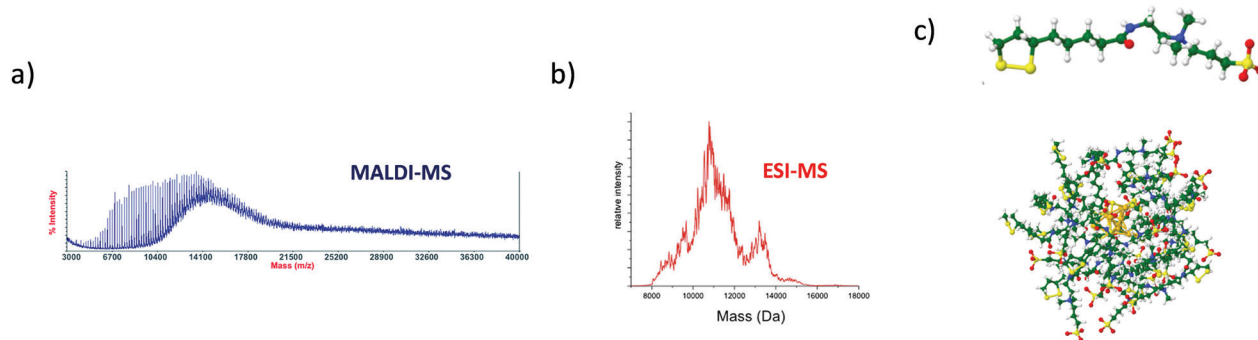 a)
MALDI-MS
% Intensity
3000 6700 10400 14100 17800 21500 25200 28900 32600 36300 40000
Mass (m/z)
b)
ESI-MS
relative intensity
8000 10000 12000 14000 16000 18000
Mass (Da)
c)